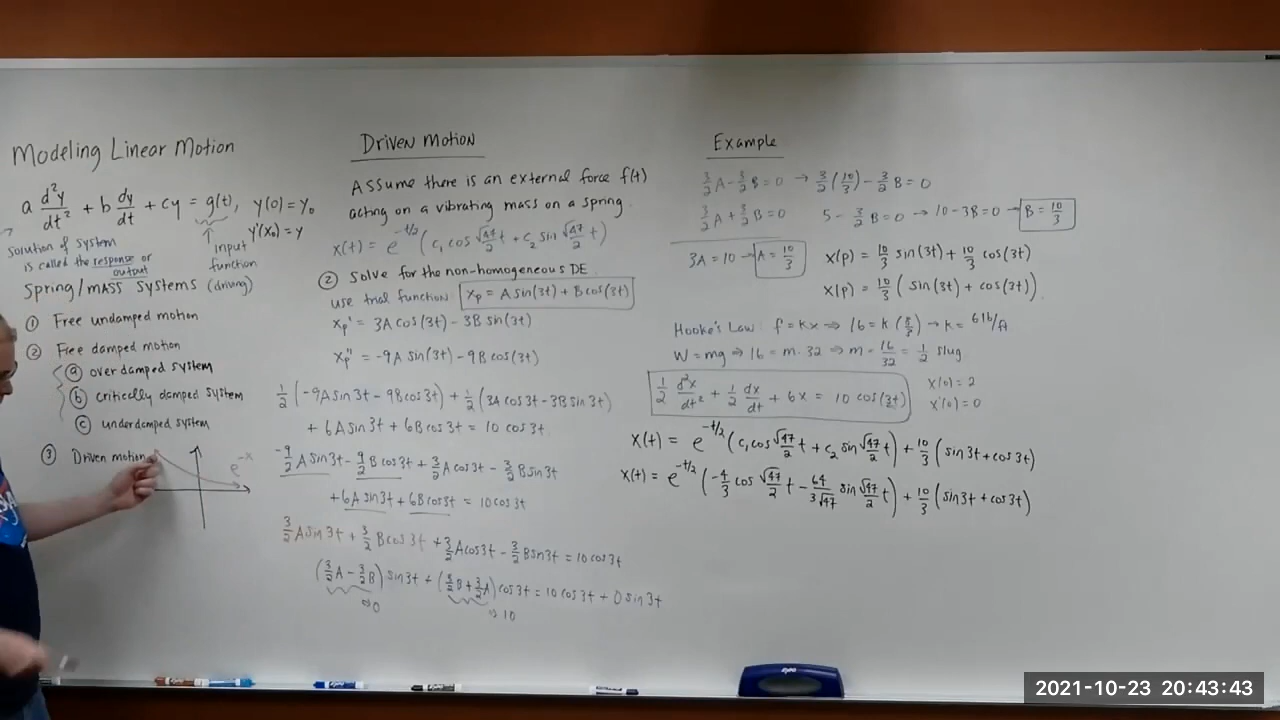 Modeling Linear Motion
a d²y/dt² + b dy/dt + cy = g(t), y(0) = y₀
y'(x₀) = y
solution of system
is called the response or
output
input
function
(driving)
Spring/mass Systems
① Free undamped motion
② Free damped motion
ⓐ overdamped system
ⓑ critically damped system
ⓒ underdamped system
③ Driven motion
e^-x
Driven Motion
Assume there is an external force f(t)
acting on a vibrating mass on a spring.
x(t) = e^(-t/2) (c₁ cos √47/2 t + c₂ sin √47/2 t)
② Solve for the non-homogeneous DE
use trial function: xₚ = A sin(3t) + B cos(3t)
xₚ' = 3A cos(3t) - 3B sin(3t)
xₚ'' = -9A sin(3t) - 9B cos(3t)
1/2 (-9A sin 3t - 9B cos 3t) + 1/2 (3A cos 3t - 3B sin 3t)
+ 6A sin 3t + 6B cos 3t = 10 cos 3t
-9/2 A sin 3t - 9/2 B cos 3t + 3/2 A cos 3t - 3/2 B sin 3t
+ 6A sin 3t + 6B cos 3t = 10 cos 3t
3/2 A sin 3t + 3/2 B cos 3t + 3/2 A cos 3t - 3/2 B sin 3t = 10 cos 3t
(3/2 A - 3/2 B) sin 3t + (3/2 B + 3/2 A) cos 3t = 10 cos 3t + 0 sin 3t
⇒ 0
⇒ 10
Example
3/2 A - 3/2 B = 0 → 3/2 (10/3) - 3/2 B = 0
3/2 A + 3/2 B = 0
5 - 3/2 B = 0 → 10 - 3B = 0 → B = 10/3
3A = 10 → A = 10/3
x(p) = 10/3 sin(3t) + 10/3 cos(3t)
x(p) = 10/3 (sin(3t) + cos(3t))
Hooke's Law: f = kx ⇒ 16 = k (8/3) → k = 6 lb/ft
W = mg ⇒ 16 = m·32 ⇒ m = 16/32 = 1/2 slug
1/2 d²x/dt² + 1/2 dx/dt + 6x = 10 cos(3t)
x(0) = 2
x'(0) = 0
x(t) = e^(-t/2) (c₁ cos √47/2 t + c₂ sin √47/2 t) + 10/3 (sin 3t + cos 3t)
x(t) = e^(-t/2) (-4/3 cos √47/2 t - 64/3√47 sin √47/2 t) + 10/3 (sin 3t + cos 3t)
EXPO
2021-10-23 20:43:43